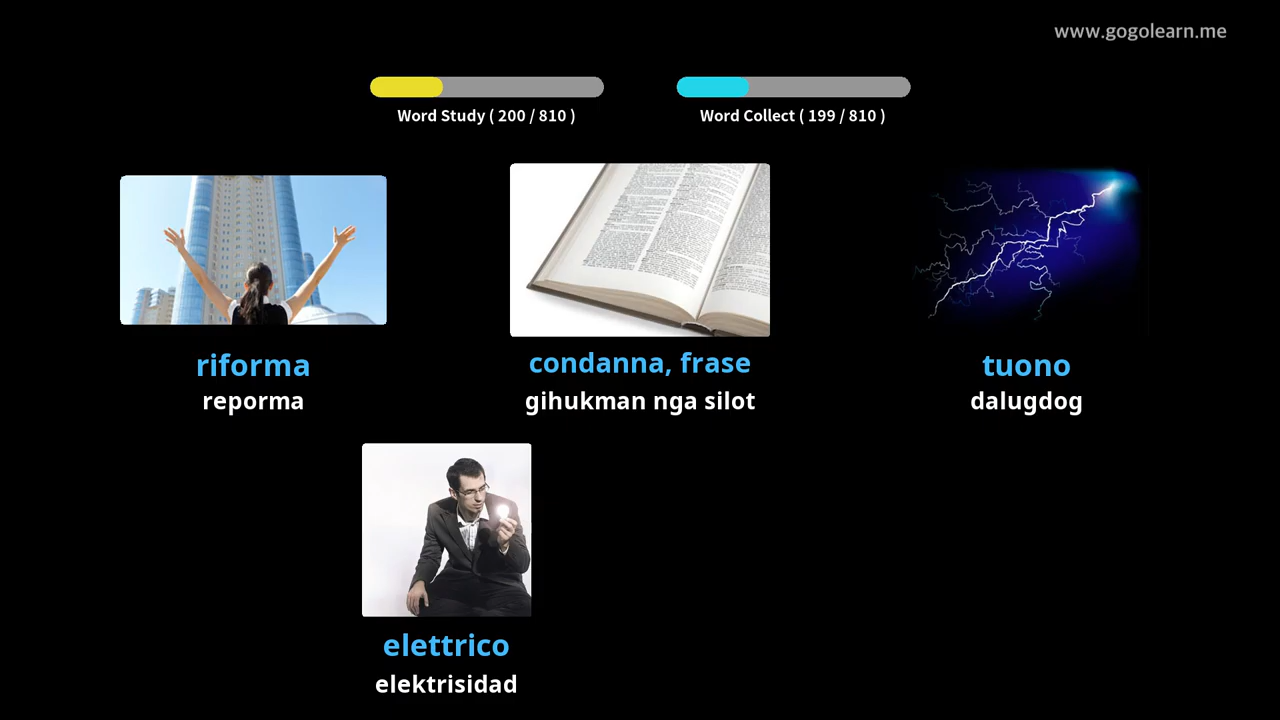 www.gogolearn.me
Word Study ( 200 / 810 )
Word Collect ( 199 / 810 )
riforma
reporma
condanna, frase
gihukman nga silot
tuono
dalugdog
elettrico
elektrisidad